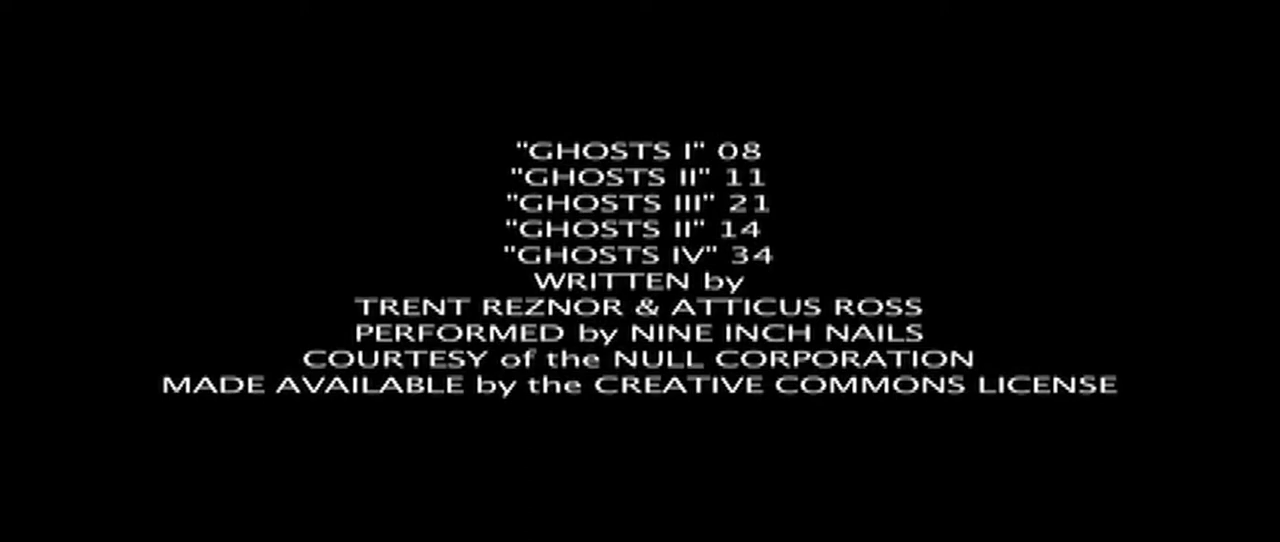 "GHOSTS I" 08
"GHOSTS II" 11
"GHOSTS III" 21
"GHOSTS II" 14
"GHOSTS IV" 34
WRITTEN by
TRENT REZNOR & ATTICUS ROSS
PERFORMED by NINE INCH NAILS
COURTESY of the NULL CORPORATION
MADE AVAILABLE by the CREATIVE COMMONS LICENSE